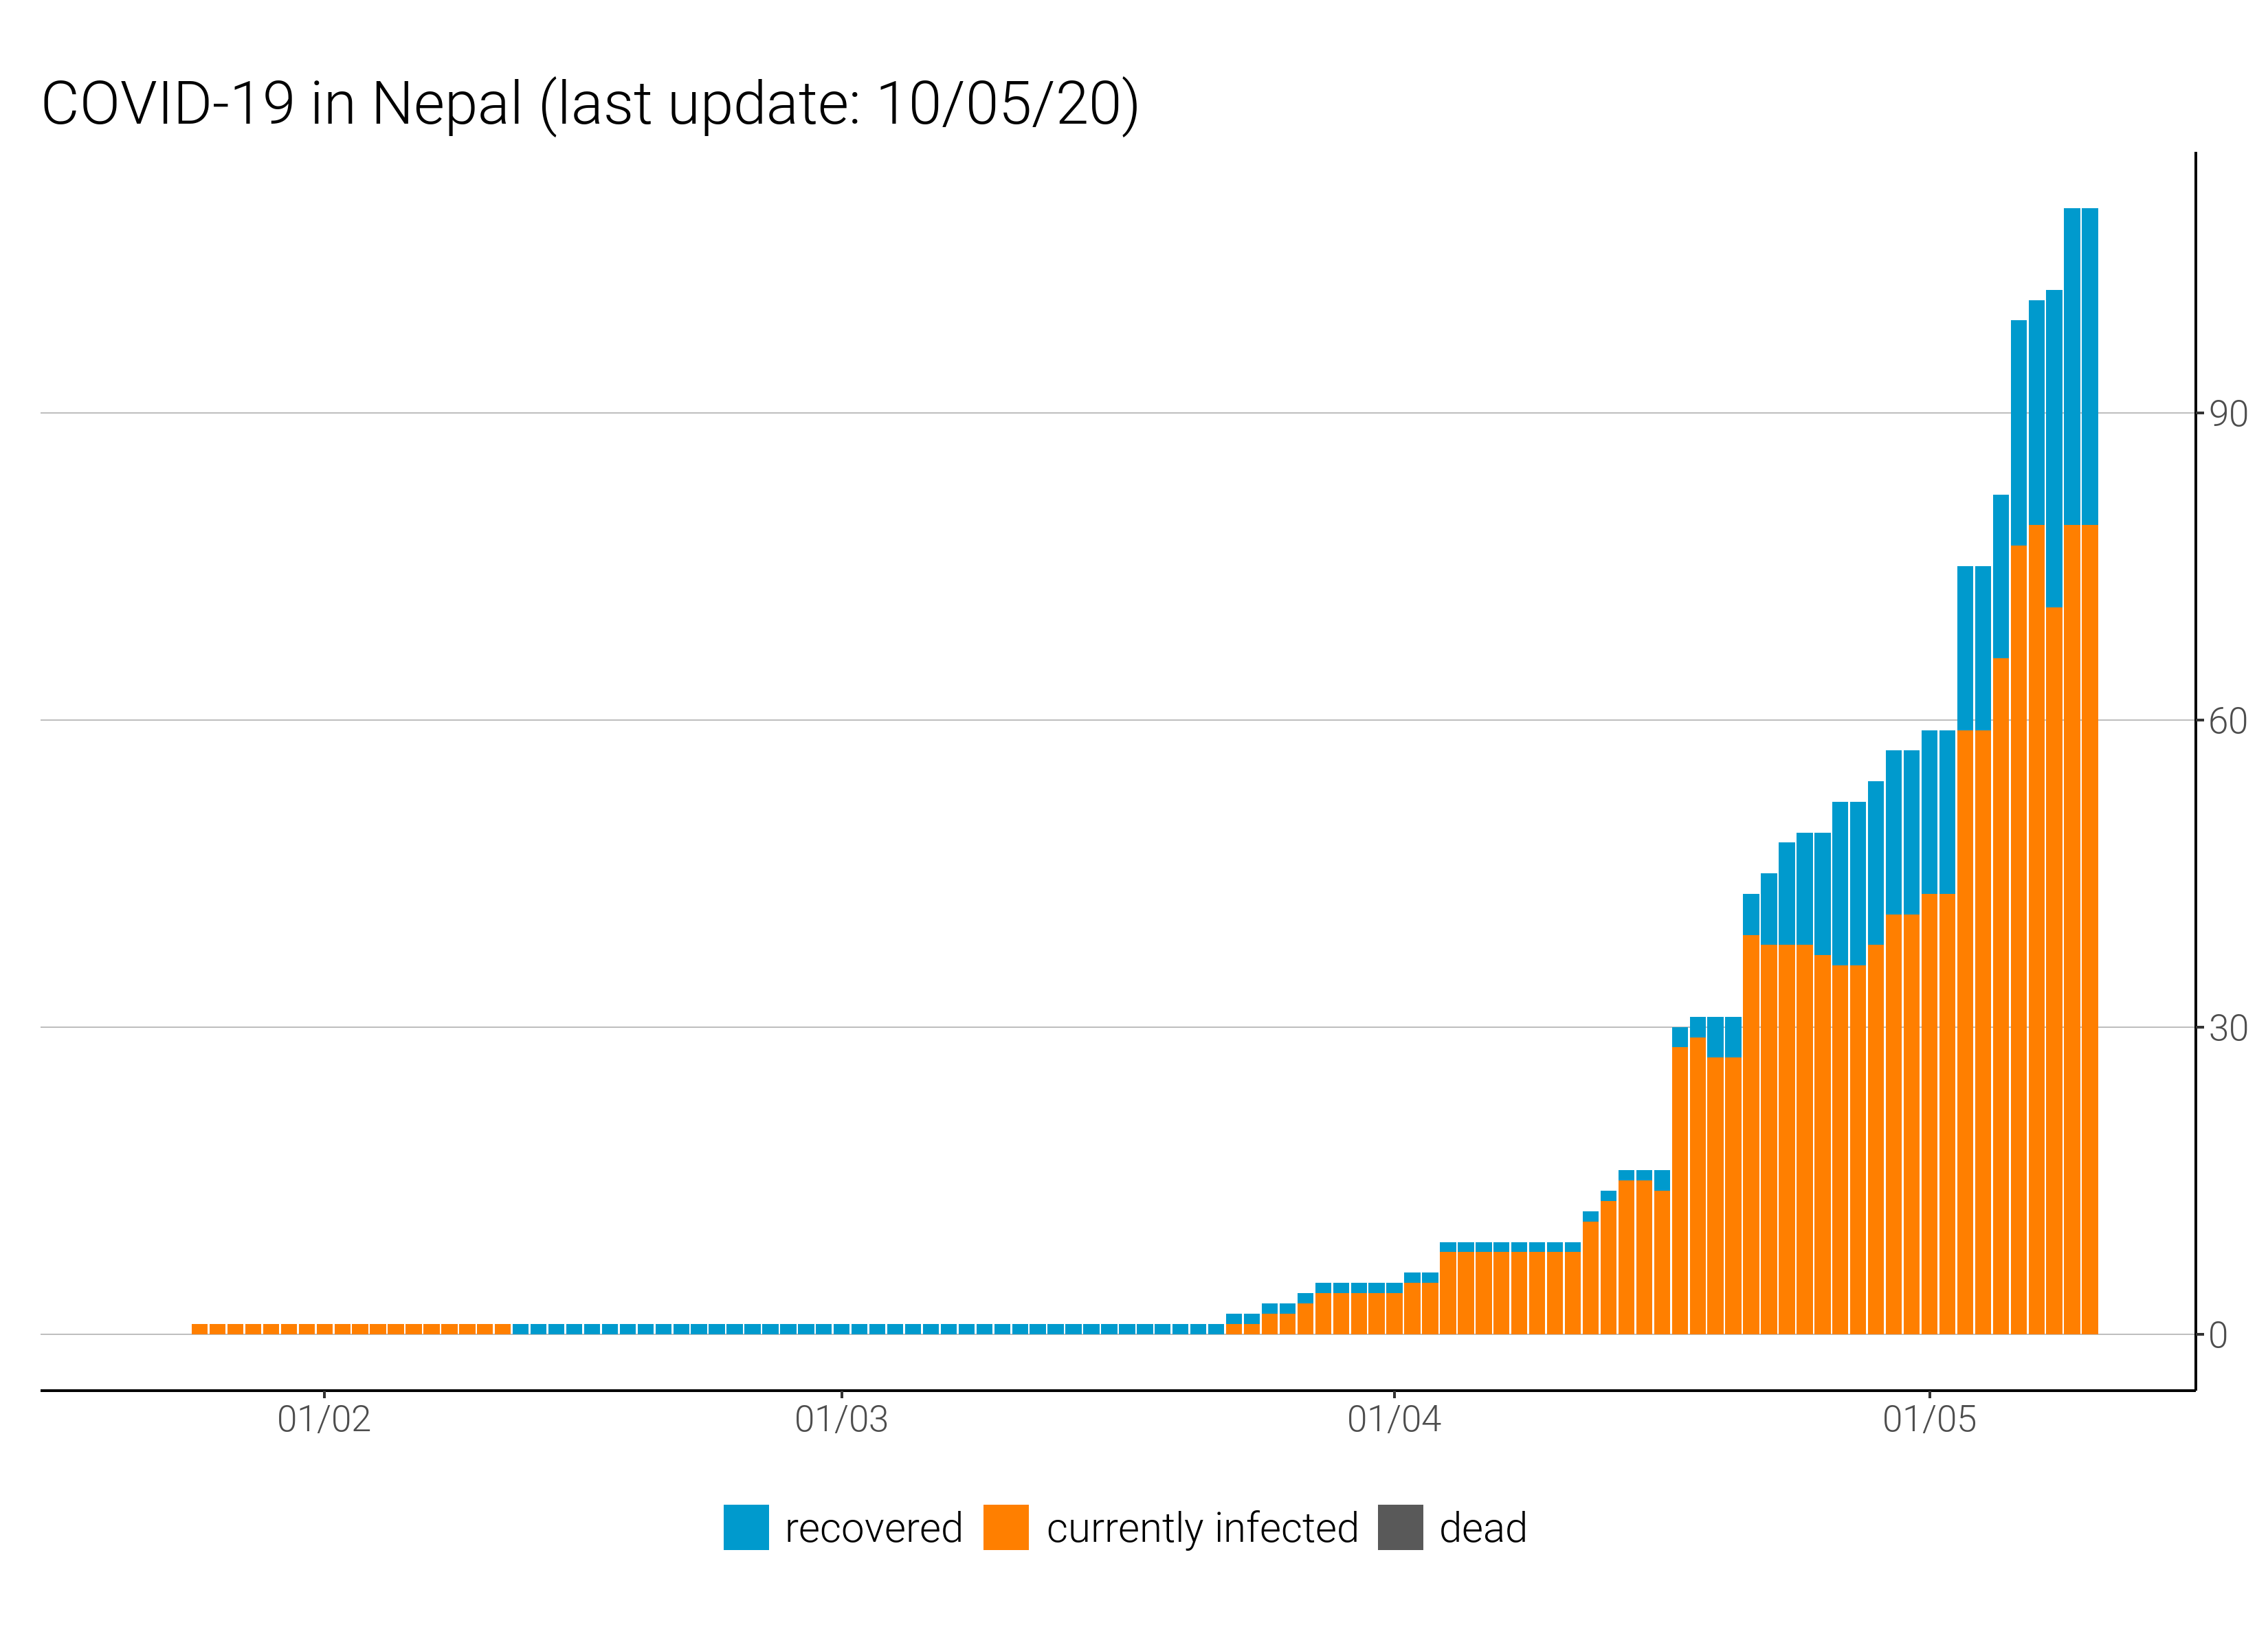 COVID-19 in Nepal (last update: 10/05/20)
90
60
30
0
01/02 01/03 01/04 01/05
recovered currently infected dead